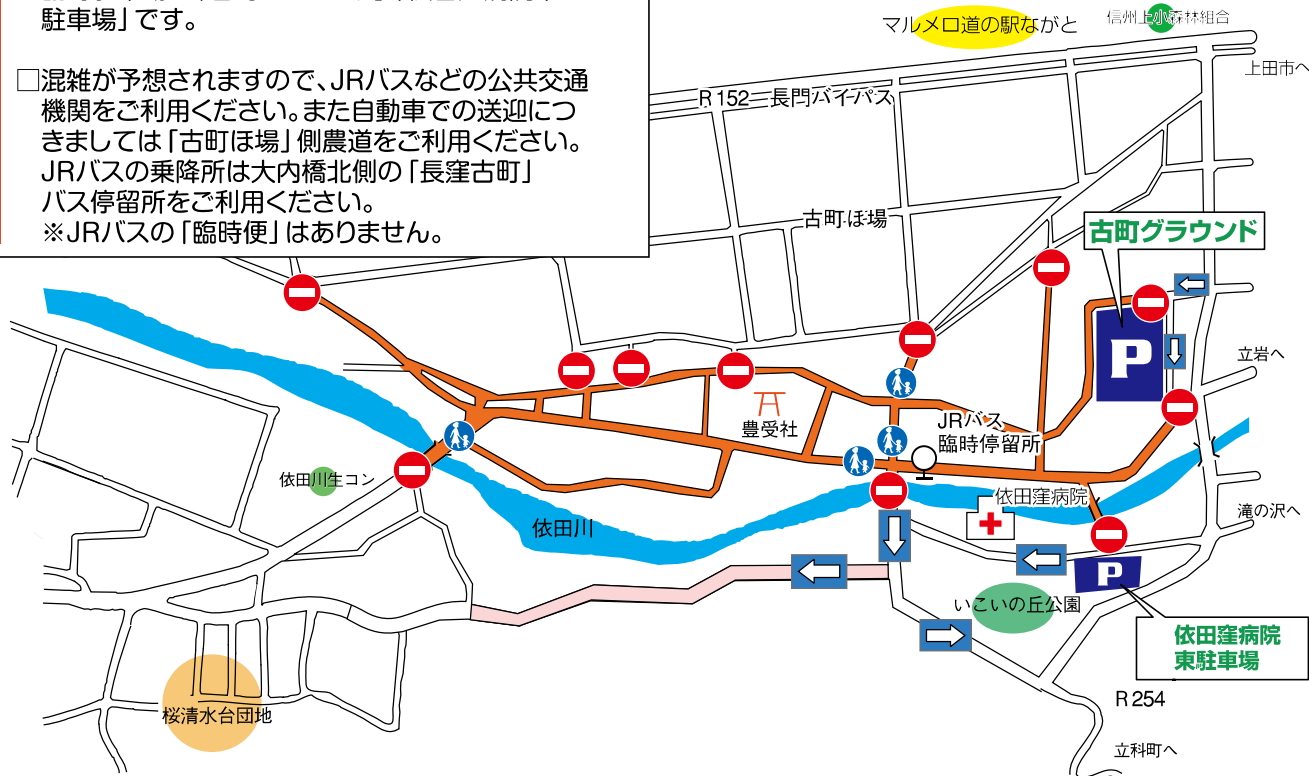 駐車場」です。
□混雑が予想されますので、JRバスなどの公共交通
機関をご利用ください。また自動車での送迎につ
きましては「古町ほ場」側農道をご利用ください。
JRバスの乗降所は大内橋北側の「長窪古町」
バス停留所をご利用ください。
※JRバスの「臨時便」はありません。
マルメロ道の駅ながと
信州上小森林組合
上田市へ
R152 長門バイパス
古町ほ場
古町グラウンド
P
立岩へ
豊受社
JRバス
臨時停留所
依田川生コン
依田窪病院
滝の沢へ
依田川
P
いこいの丘公園
依田窪病院
東駐車場
R254
桜清水台団地
立科町へ